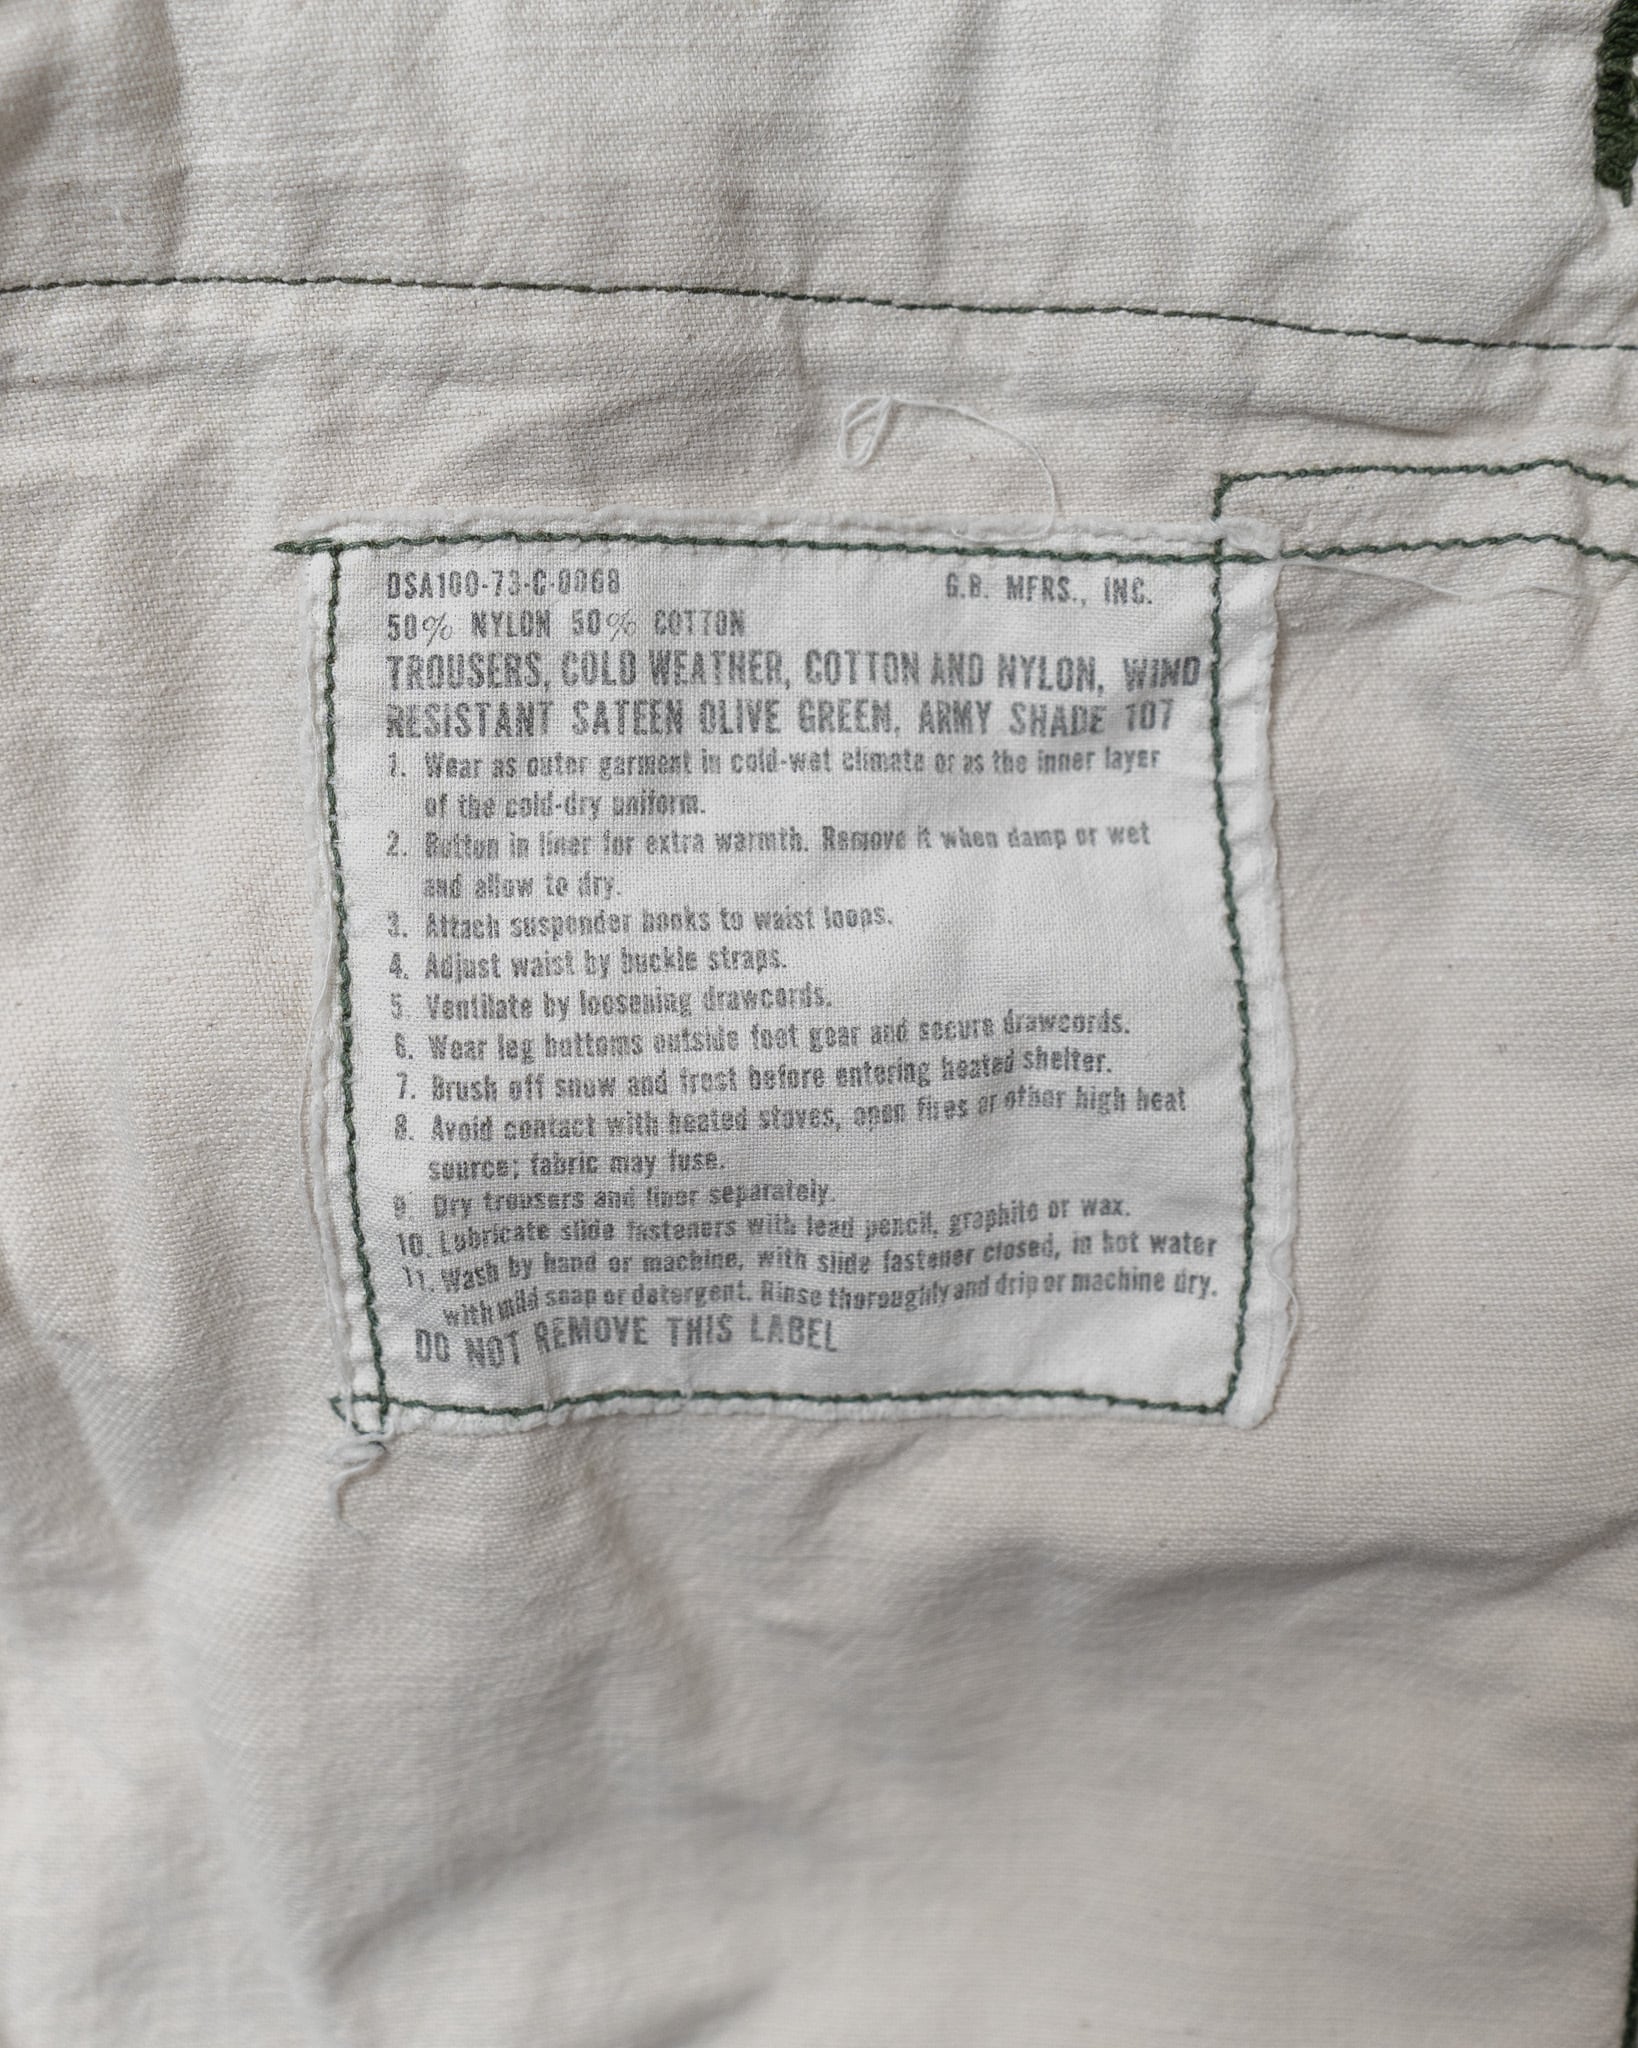 DSA100-73-C-0068 G.B. MFRS., INC.
50% NYLON 50% COTTON
TROUSERS, COLD WEATHER, COTTON AND NYLON, WIND
RESISTANT SATEEN OLIVE GREEN, ARMY SHADE 107
1. Wear as outer garment in cold-wet climate or as the inner layer
of the cold-dry uniform.
2. Button in liner for extra warmth. Remove it when damp or wet
and allow to dry.
3. Attach suspender hooks to waist loops.
4. Adjust waist by buckle straps.
5. Ventilate by loosening drawcords.
6. Wear leg bottoms outside foot gear and secure drawcords.
7. Brush off snow and frost before entering heated shelter.
8. Avoid contact with heated stoves, open fires or other high heat
source; fabric may fuse.
9. Dry trousers and liner separately.
10. Lubricate slide fasteners with lead pencil, graphite or wax.
11. Wash by hand or machine, with slide fastener closed, in hot water
with mild soap or detergent. Rinse thoroughly and drip or machine dry.
DO NOT REMOVE THIS LABEL